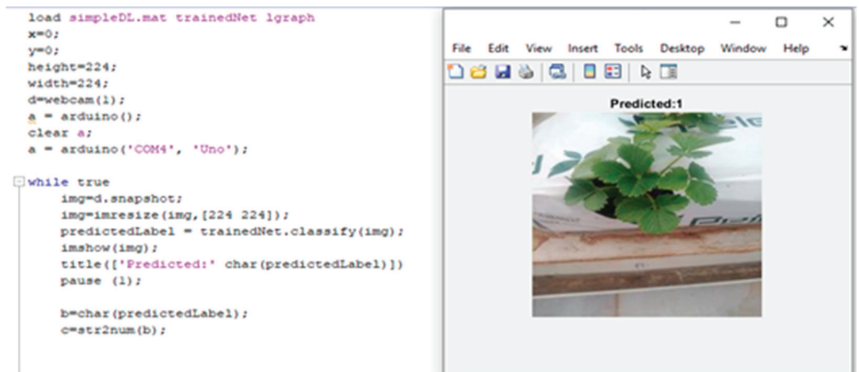 load simpleDL.mat trainedNet lgraph
x=0;
y=0;
height=224;
width=224;
d=webcam(1);
a = arduino();
clear a;
a = arduino('COM4', 'Uno');
while true
img=d.snapshot;
img=imresize(img,[224 224]);
predictedLabel = trainedNet.classify(img);
imshow(img);
title(['Predicted:' char(predictedLabel)])
pause (1);
b=char(predictedLabel);
c=str2num(b);
File Edit View Insert Tools Desktop Window Help
Predicted:1